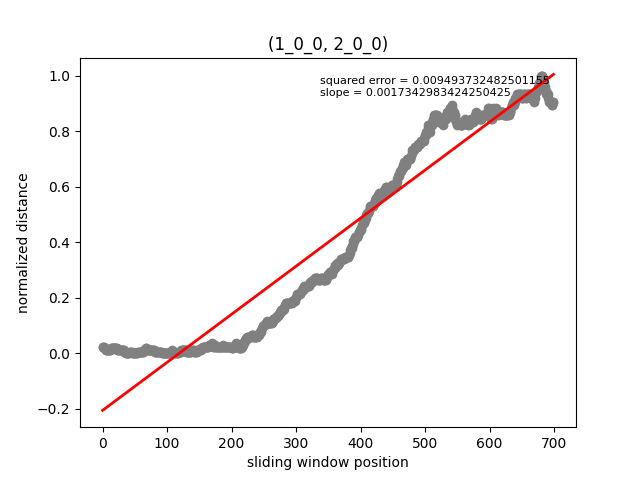 (1_0_0, 2_0_0)
squared error = 0.009493732482501155
slope = 0.0017342983424250425
1.0
0.8
0.6
0.4
0.2
0.0
−0.2
normalized distance
0 100 200 300 400 500 600 700
sliding window position